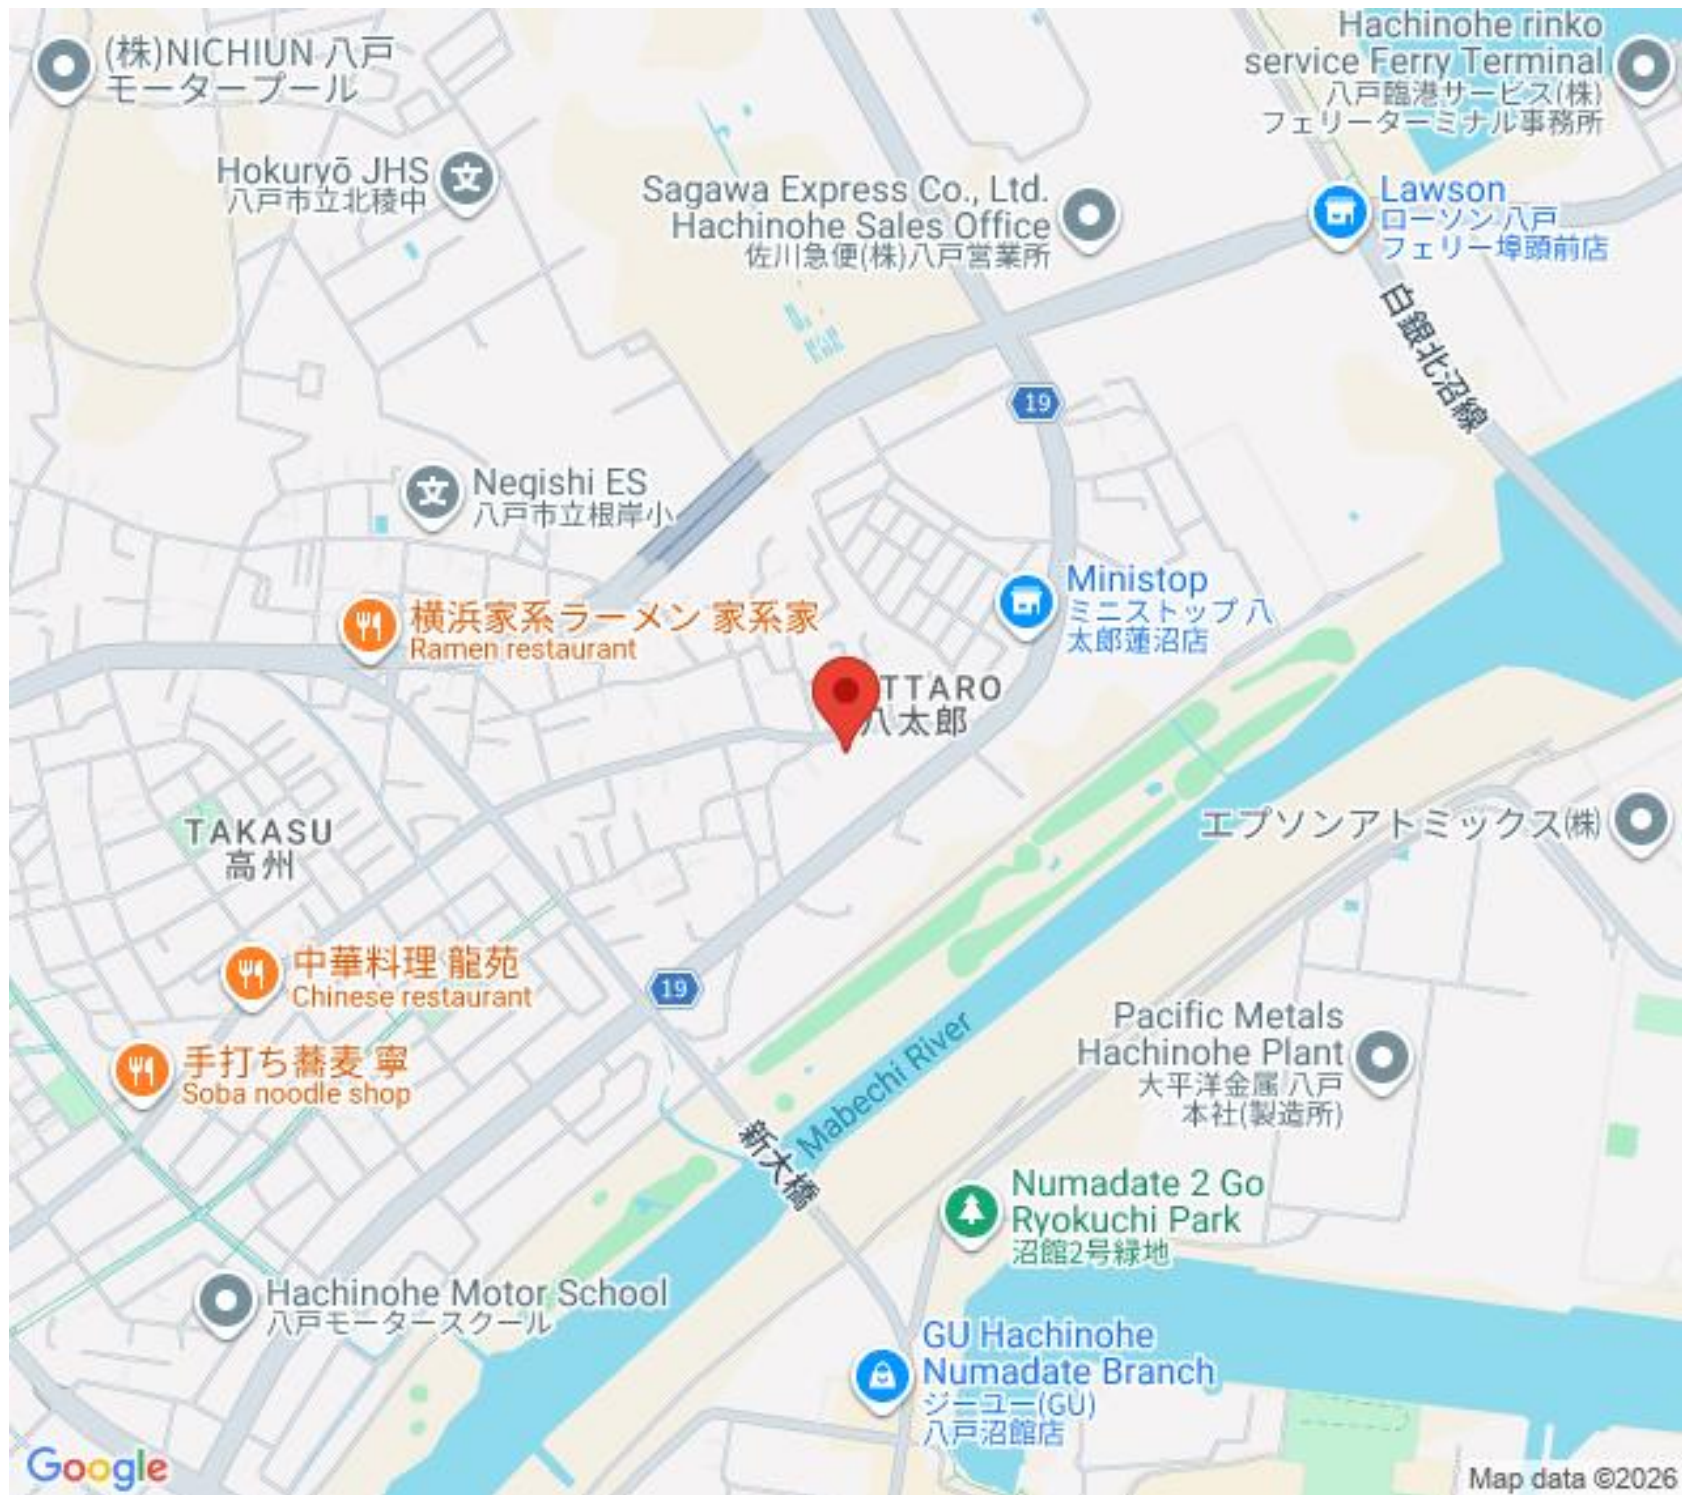 (株)NICHIUN 八戸
モータープール
Hachinohe rinko
service Ferry Terminal
八戸臨港サービス(株)
フェリーターミナル事務所
Hokuryō JHS
八戸市立北稜中
Sagawa Express Co., Ltd.
Hachinohe Sales Office
佐川急便(株)八戸営業所
Lawson
ローソン 八戸
フェリー埠頭前店
白銀北沼線
19
Negishi ES
八戸市立根岸小
Ministop
ミニストップ 八
太郎蓮沼店
横浜家系ラーメン 家系家
Ramen restaurant
TTARO
八太郎
TAKASU
高州
エプソンアトミックス(株)
中華料理 龍苑
Chinese restaurant
19
手打ち蕎麦 寧
Soba noodle shop
Pacific Metals
Hachinohe Plant
大平洋金属 八戸
本社(製造所)
Mabechi River
新大橋
Numadate 2 Go
Ryokuchi Park
沼館2号緑地
Hachinohe Motor School
八戸モータースクール
GU Hachinohe
Numadate Branch
ジーユー(GU)
八戸沼館店
Google
Map data ©2026